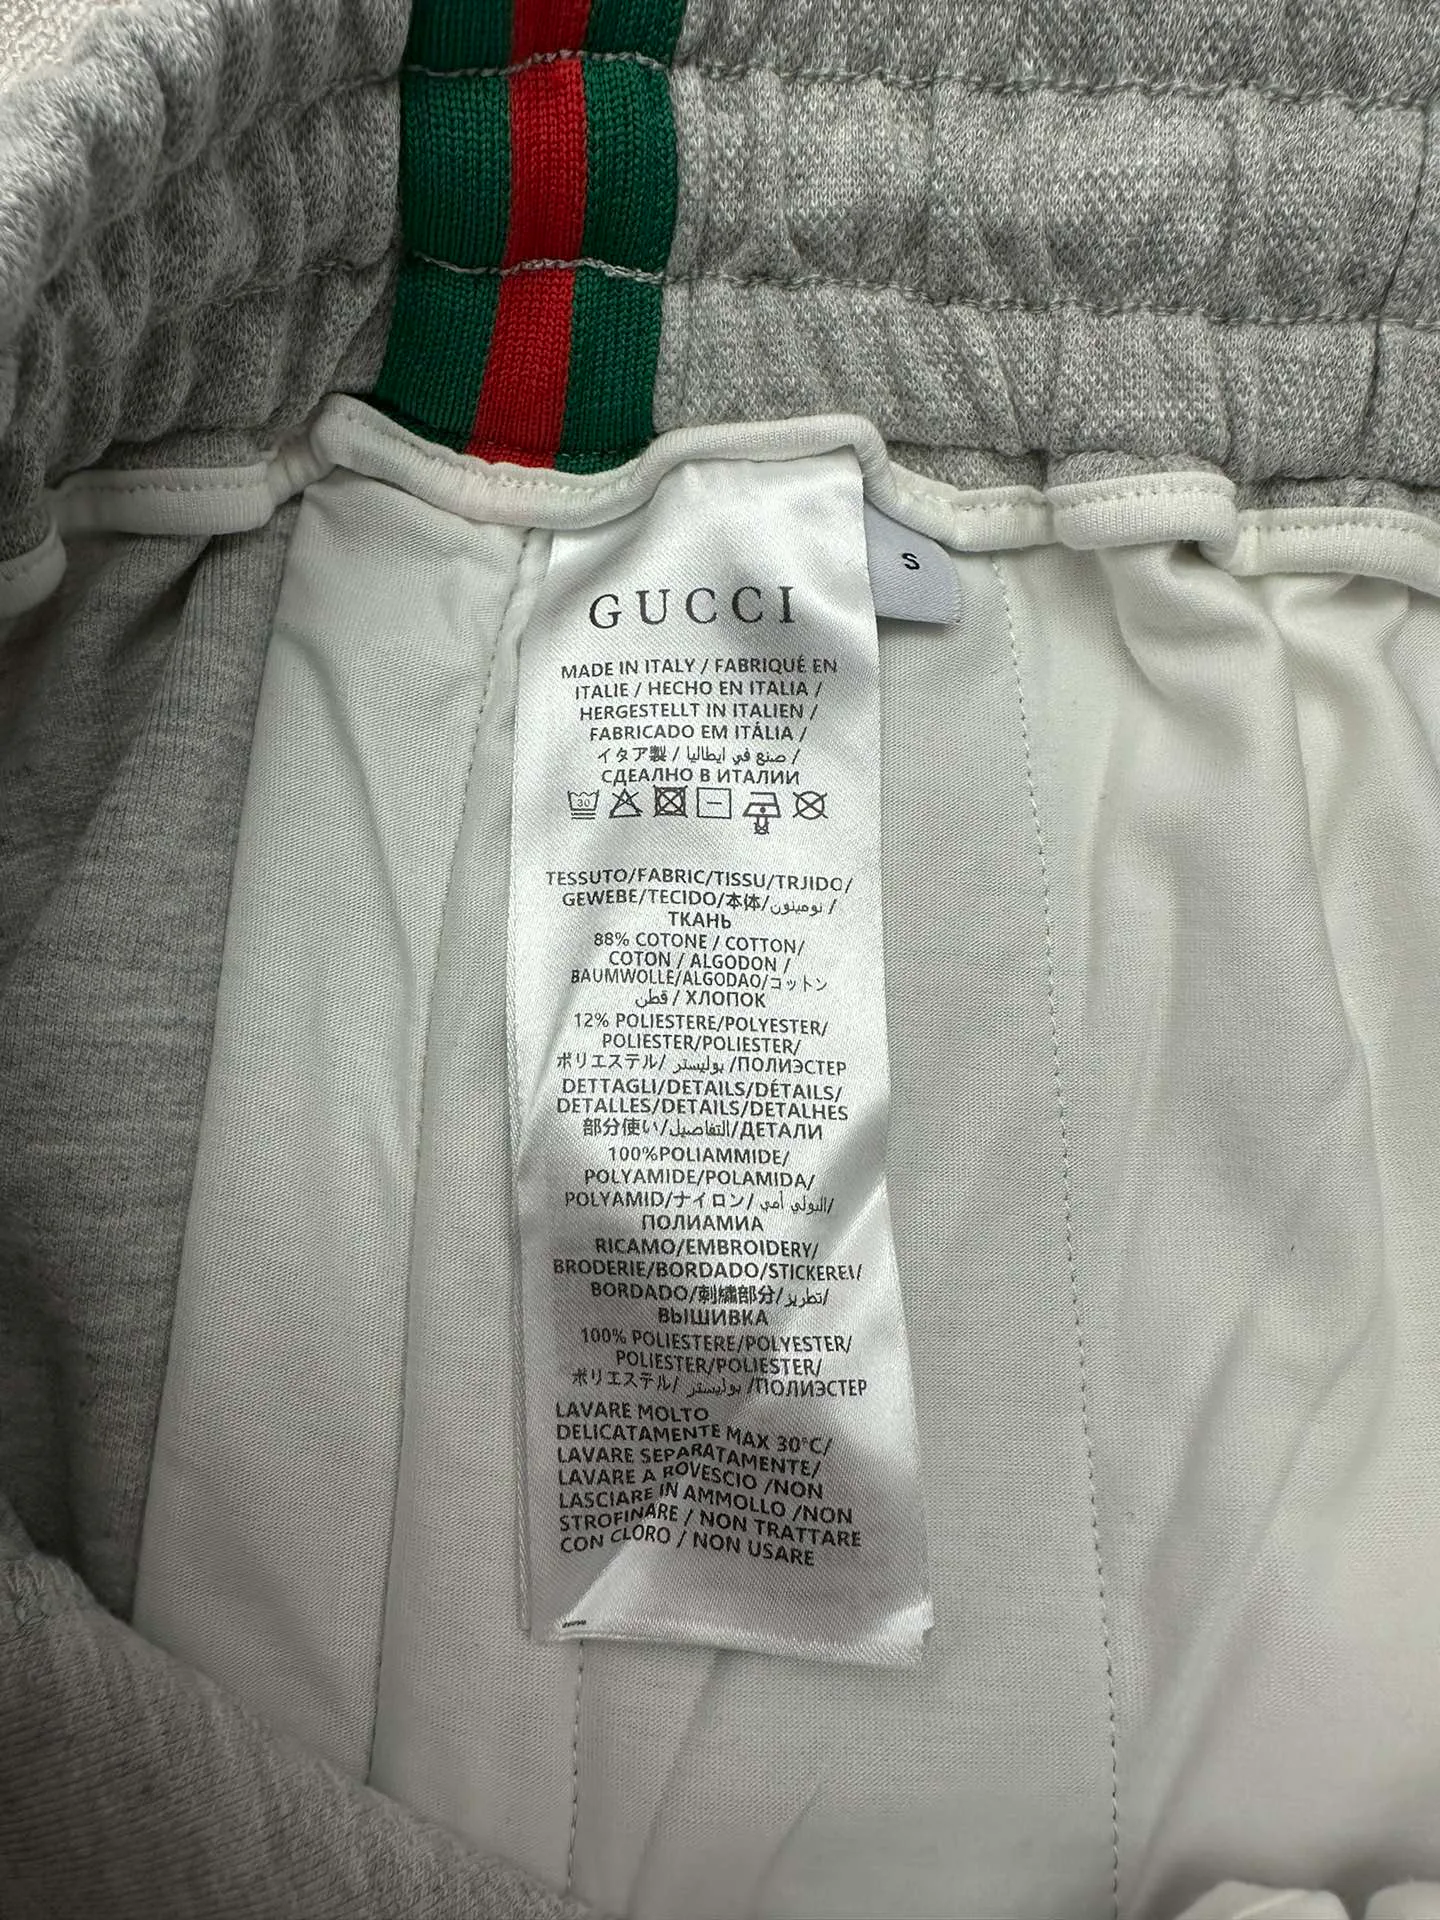 S
GUCCI
MADE IN ITALY / FABRIQUÉ EN
ITALIE / HECHO EN ITALIA /
HERGESTELLT IN ITALIEN /
FABRICADO EM ITÁLIA /
イタア製 / صنع في ايطاليا /
СДЕАЛНО В ИТАЛИИ
30
TESSUTO/FABRIC/TISSU/TRJIDO/
GEWEBE/TECIDO/本体/نومينون /
ТКАНЬ
88% COTONE / COTTON/
COTON / ALGODON /
BAUMWOLLE/ALGODAO/コットン
قطن / ХЛОПОК
12% POLIESTERE/POLYESTER/
POLIESTER/POLIESTER/
ポリエステル/ بوليستر /ПОЛИЭСТЕР
DETTAGLI/DETAILS/DÉTAILS/
DETALLES/DETAILS/DETALHES
部分使い/التفاصيل/ДЕТАЛИ
100%POLIAMMIDE/
POLYAMIDE/POLAMIDA/
POLYAMID/ナイロン/ البولي أمي/
ПОЛИАМИА
RICAMO/EMBROIDERY/
BRODERIE/BORDADO/STICKEREI/
BORDADO/刺繍部分/تطريز/
ВЫШИВКА
100% POLIESTERE/POLYESTER/
POLIESTER/POLIESTER/
ポリエステル/ بوليستر /ПОЛИЭСТЕР
LAVARE MOLTO
DELICATAMENTE MAX 30°C/
LAVARE SEPARATAMENTE/
LAVARE A ROVESCIO /NON
LASCIARE IN AMMOLLO /NON
STROFINARE / NON TRATTARE
CON CLORO / NON USARE